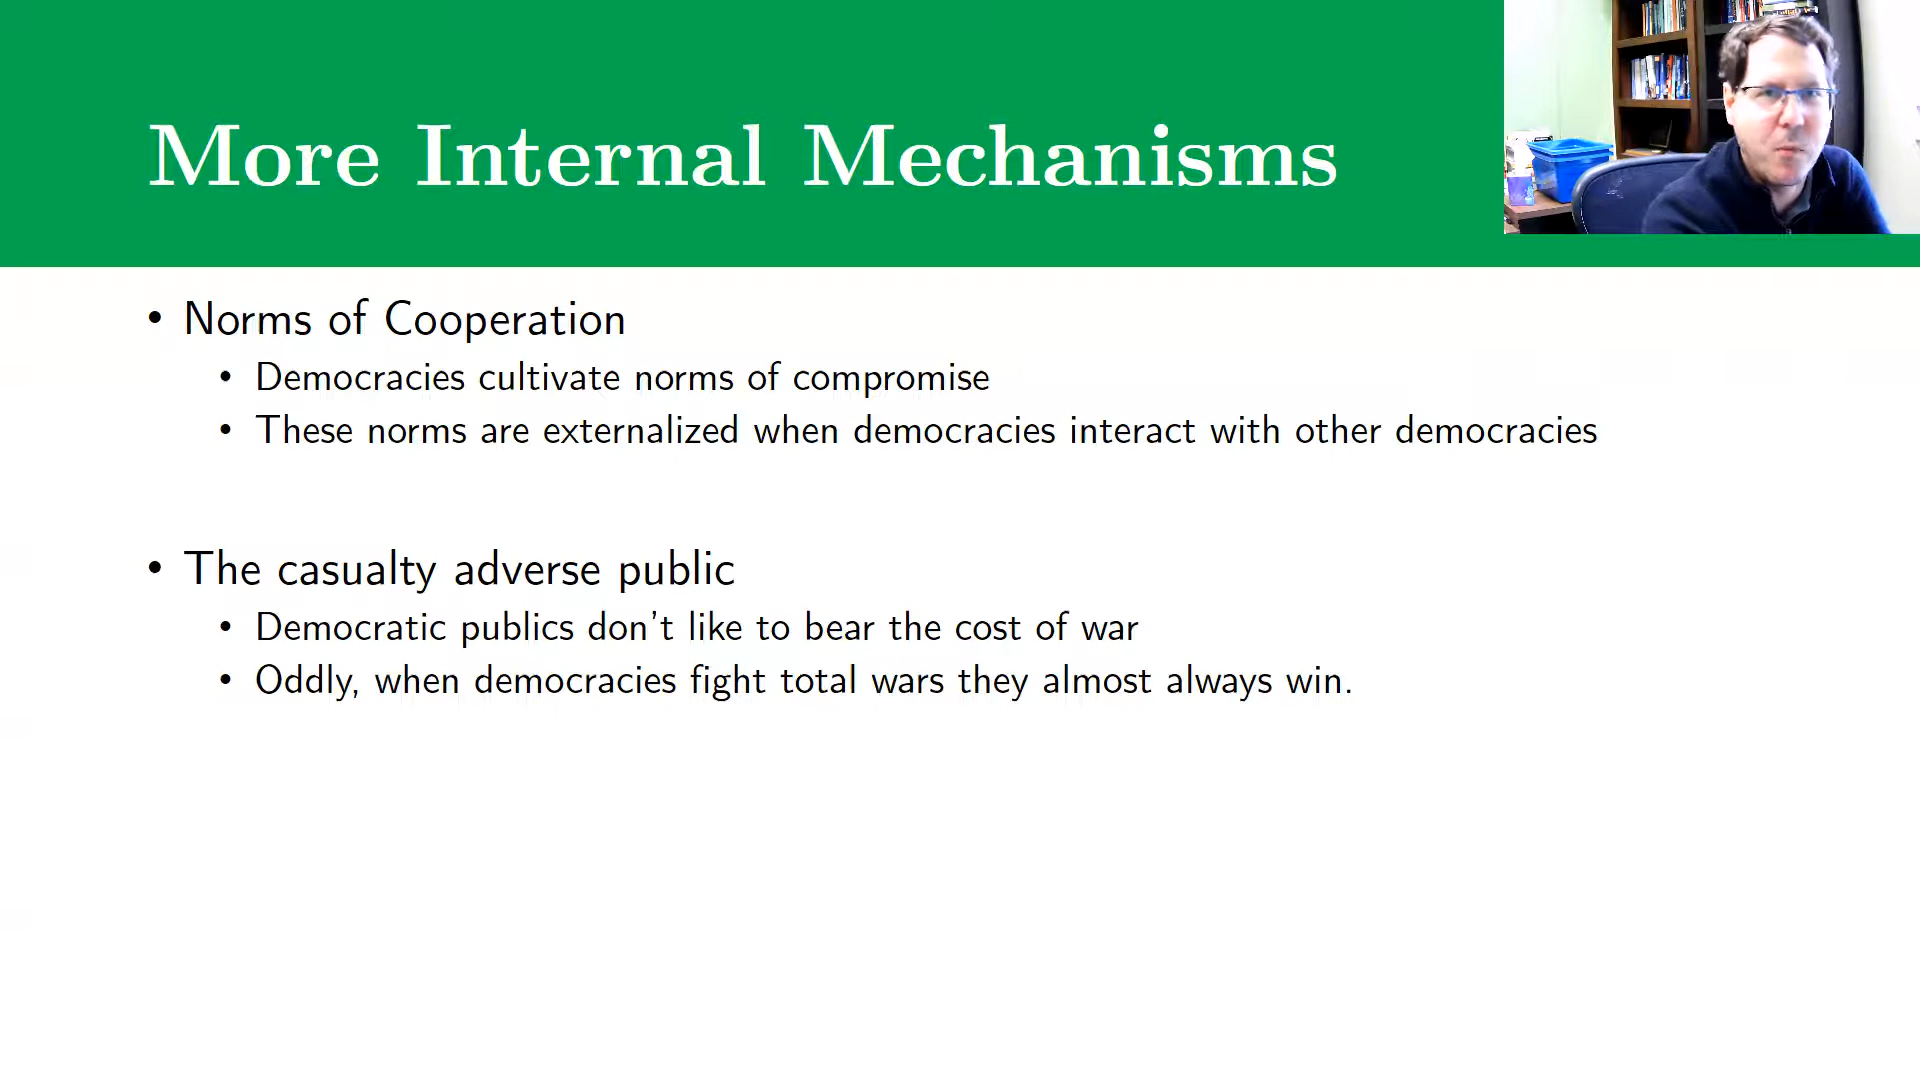 More Internal Mechanisms
• Norms of Cooperation
• Democracies cultivate norms of compromise
• These norms are externalized when democracies interact with other democracies
• The casualty adverse public
• Democratic publics don't like to bear the cost of war
• Oddly, when democracies fight total wars they almost always win.